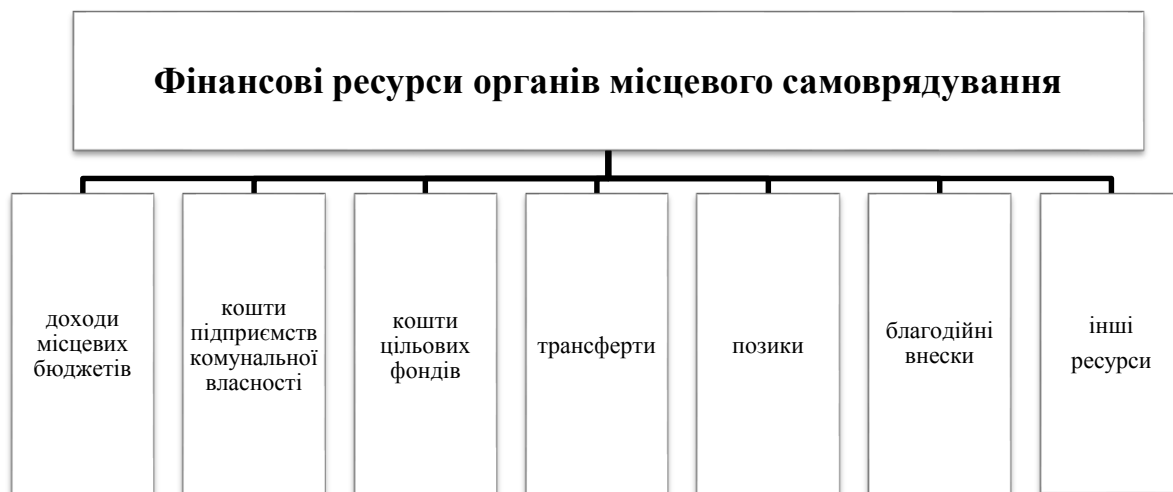 Фінансові ресурси органів місцевого самоврядування
доходи
місцевих
бюджетів
кошти
підприємств
комунальної
власності
кошти
цільових
фондів
трансферти
позики
благодійні
внески
інші
ресурси